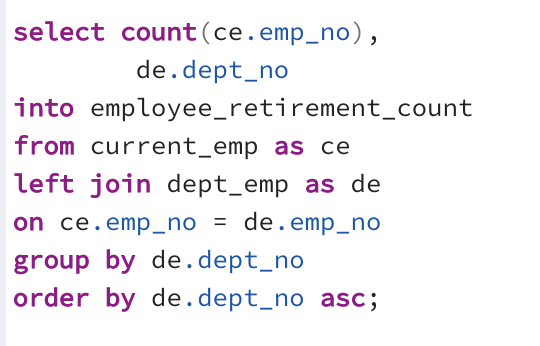 select count(ce.emp_no),
        de.dept_no
into employee_retirement_count
from current_emp as ce
left join dept_emp as de
on ce.emp_no = de.emp_no
group by de.dept_no
order by de.dept_no asc;